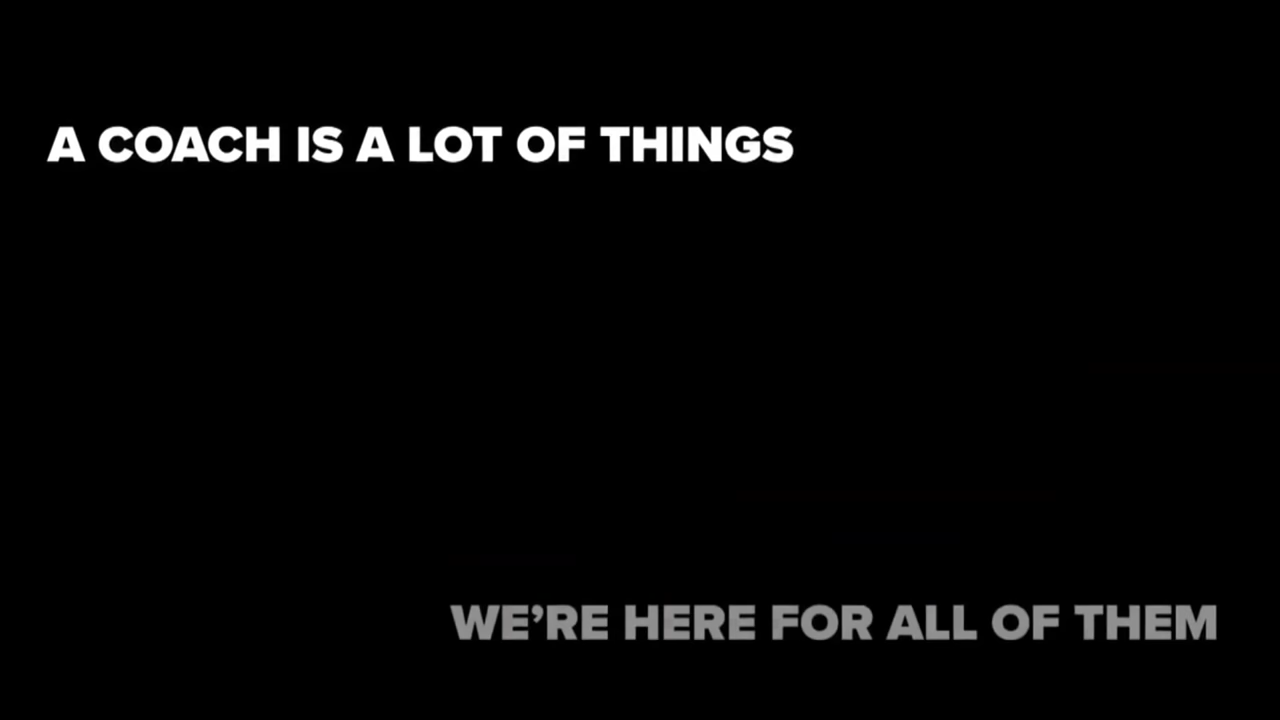 A COACH IS A LOT OF THINGS
WE’RE HERE FOR ALL OF THEM